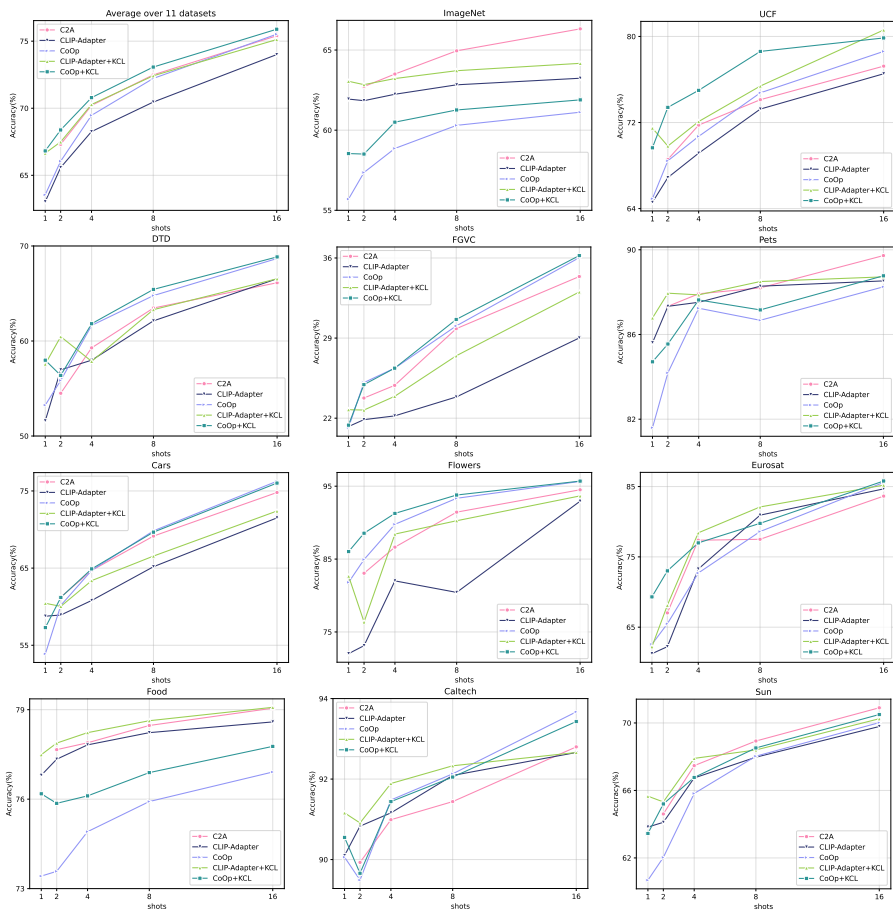 Average over 11 datasets
Accuracy(%)
75
70
65
C2A
CLIP-Adapter
CoOp
CLIP-Adapter+KCL
CoOp+KCL
1 2 4 8 16
shots
ImageNet
Accuracy(%)
65
60
55
C2A
CLIP-Adapter
CoOp
CLIP-Adapter+KCL
CoOp+KCL
1 2 4 8 16
shots
UCF
Accuracy(%)
80
72
64
C2A
CLIP-Adapter
CoOp
CLIP-Adapter+KCL
CoOp+KCL
1 2 4 8 16
shots
DTD
Accuracy(%)
70
60
50
C2A
CLIP-Adapter
CoOp
CLIP-Adapter+KCL
CoOp+KCL
1 2 4 8 16
shots
FGVC
Accuracy(%)
36
29
22
C2A
CLIP-Adapter
CoOp
CLIP-Adapter+KCL
CoOp+KCL
1 2 4 8 16
shots
Pets
Accuracy(%)
90
86
82
C2A
CLIP-Adapter
CoOp
CLIP-Adapter+KCL
CoOp+KCL
1 2 4 8 16
shots
Cars
Accuracy(%)
75
65
55
C2A
CLIP-Adapter
CoOp
CLIP-Adapter+KCL
CoOp+KCL
1 2 4 8 16
shots
Flowers
Accuracy(%)
95
85
75
C2A
CLIP-Adapter
CoOp
CLIP-Adapter+KCL
CoOp+KCL
1 2 4 8 16
shots
Eurosat
Accuracy(%)
85
75
65
C2A
CLIP-Adapter
CoOp
CLIP-Adapter+KCL
CoOp+KCL
1 2 4 8 16
shots
Food
Accuracy(%)
79
76
73
C2A
CLIP-Adapter
CoOp
CLIP-Adapter+KCL
CoOp+KCL
1 2 4 8 16
shots
Caltech
Accuracy(%)
94
92
90
C2A
CLIP-Adapter
CoOp
CLIP-Adapter+KCL
CoOp+KCL
1 2 4 8 16
shots
Sun
Accuracy(%)
70
66
62
C2A
CLIP-Adapter
CoOp
CLIP-Adapter+KCL
CoOp+KCL
1 2 4 8 16
shots